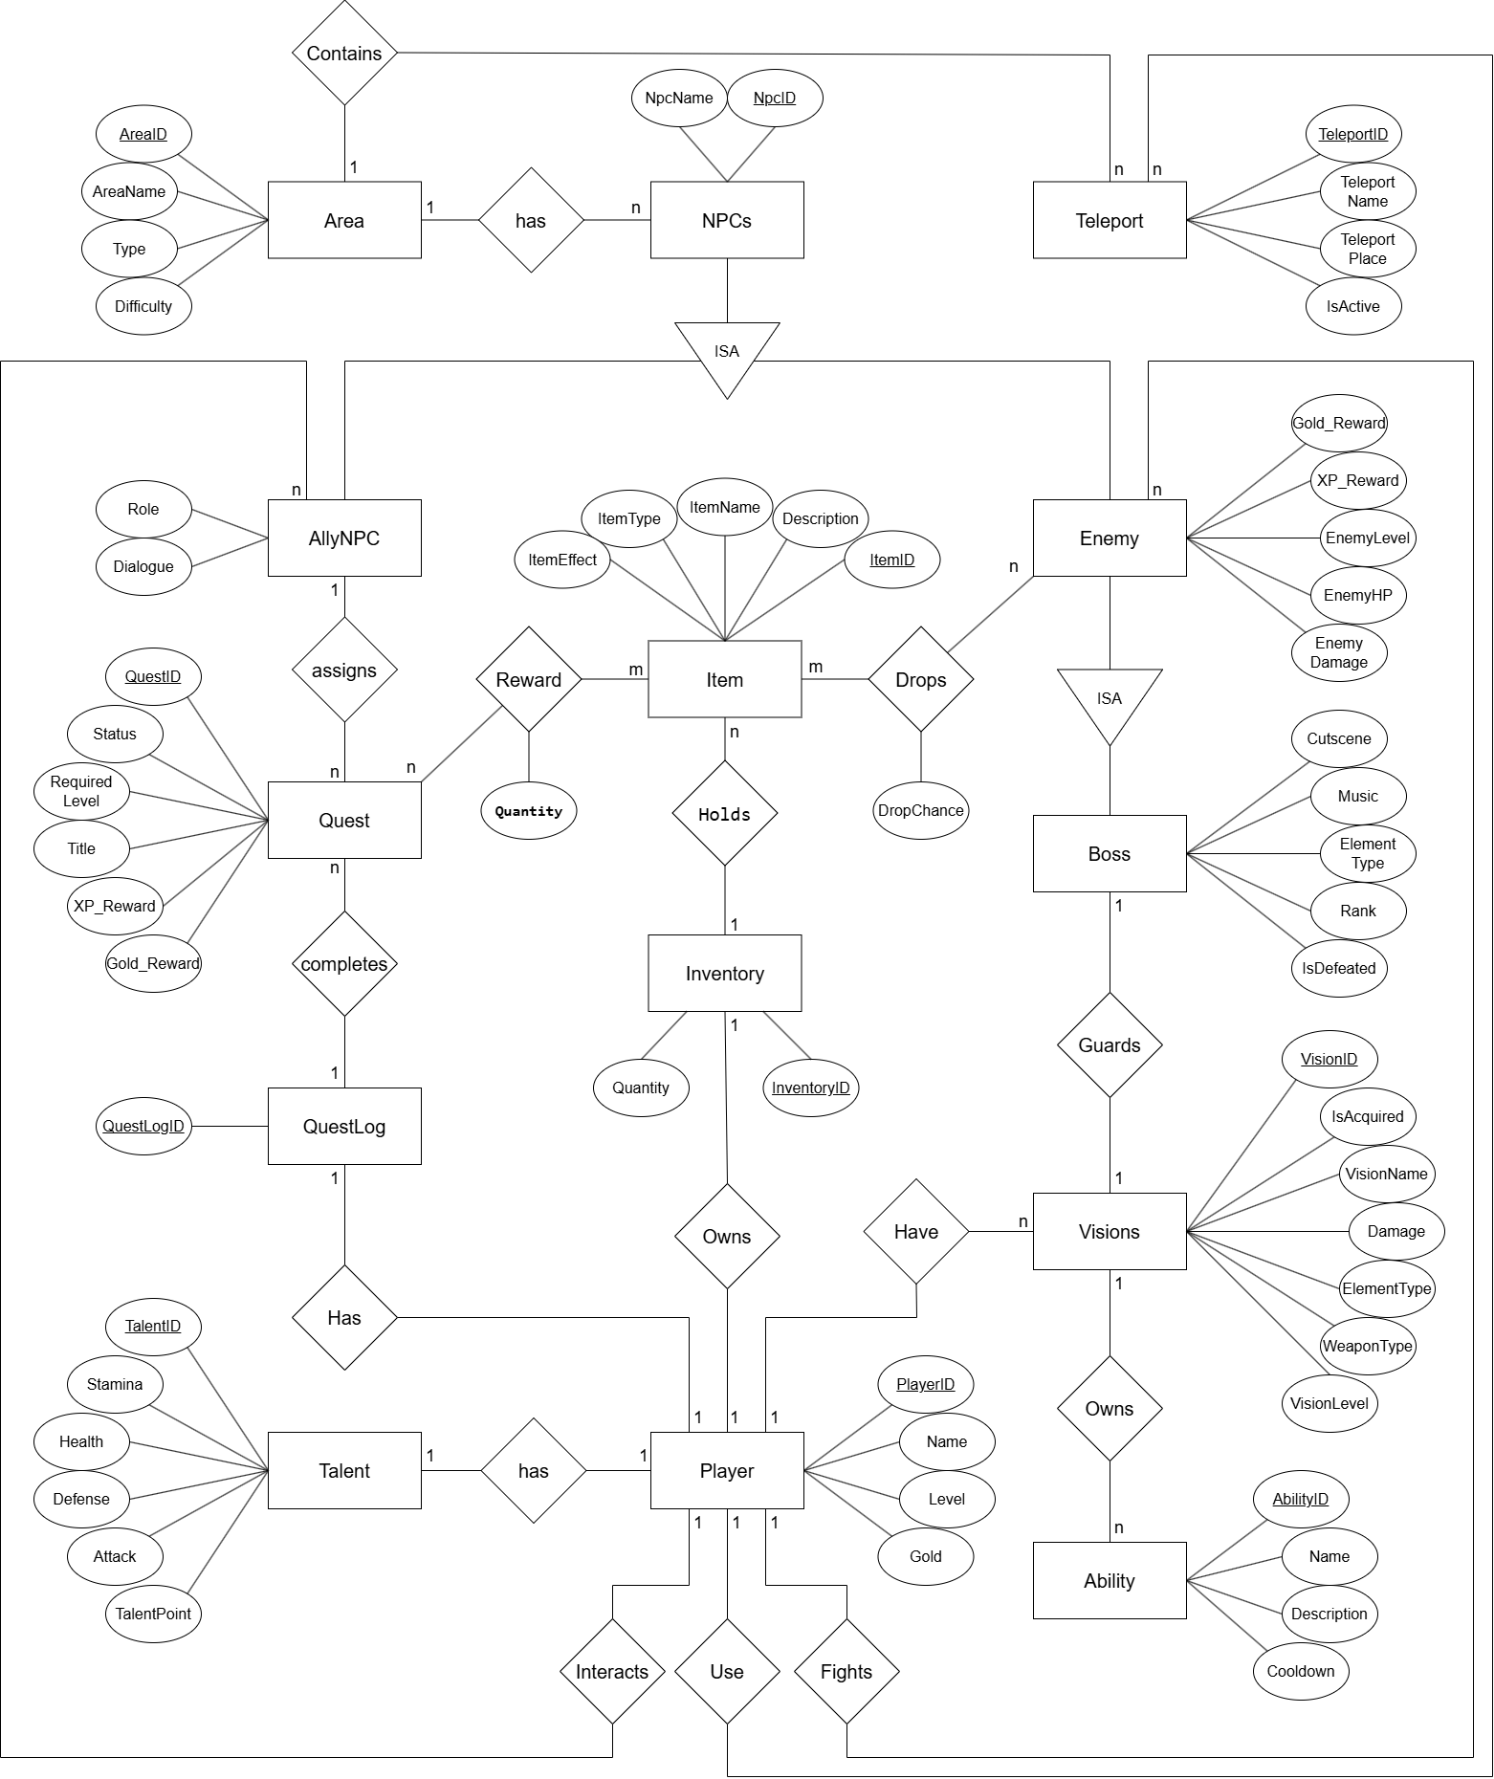 Contains
NpcName
NpcID
AreaID
AreaName
Type
Difficulty
1
Area
1
has
n
NPCs
n
n
Teleport
TeleportID
Teleport
Name
Teleport
Place
IsActive
ISA
n
Role
Dialogue
AllyNPC
1
ItemEffect
ItemType
ItemName
Description
ItemID
n
Enemy
n
Gold_Reward
XP_Reward
EnemyLevel
EnemyHP
Enemy
Damage
assigns
Reward
m
Item
m
Drops
ISA
n
QuestID
Status
Required
Level
Title
XP_Reward
Gold_Reward
n
n
Quest
n
Quantity
Holds
DropChance
Boss
1
Cutscene
Music
Element
Type
Rank
IsDefeated
completes
1
Inventory
1
Quantity
InventoryID
Guards
1
QuestLogID
QuestLog
1
VisionID
IsAcquired
VisionName
Damage
ElementType
WeaponType
VisionLevel
Owns
Have
n
1
Visions
1
Has
TalentID
Stamina
Health
Defense
Attack
TalentPoint
Talent
1
has
1
1
1
1
Player
1
1
1
PlayerID
Name
Level
Gold
Owns
n
Ability
AbilityID
Name
Description
Cooldown
Interacts
Use
Fights